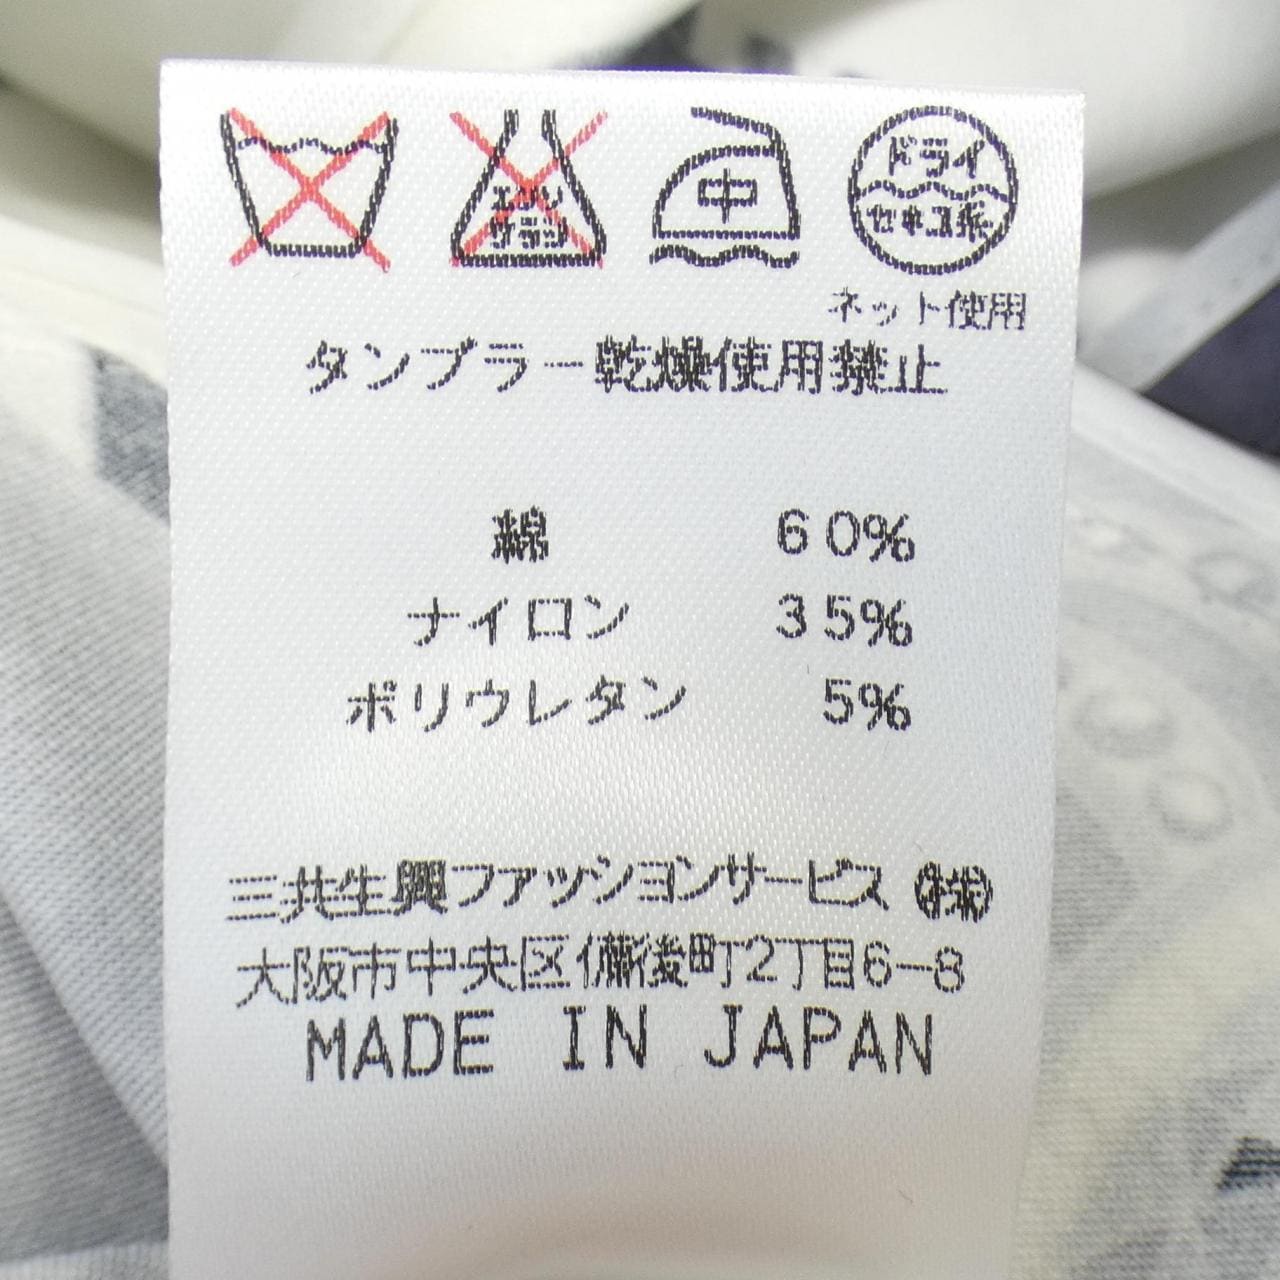 エンソ
サラシ
中
ドライ
セキユ系
ネット使用
タンブラー乾燥使用禁止
綿 60%
ナイロン 35%
ポリウレタン 5%
三共生興ファッションサービス ㈱
大阪市中央区備後町2丁目6-8
MADE IN JAPAN